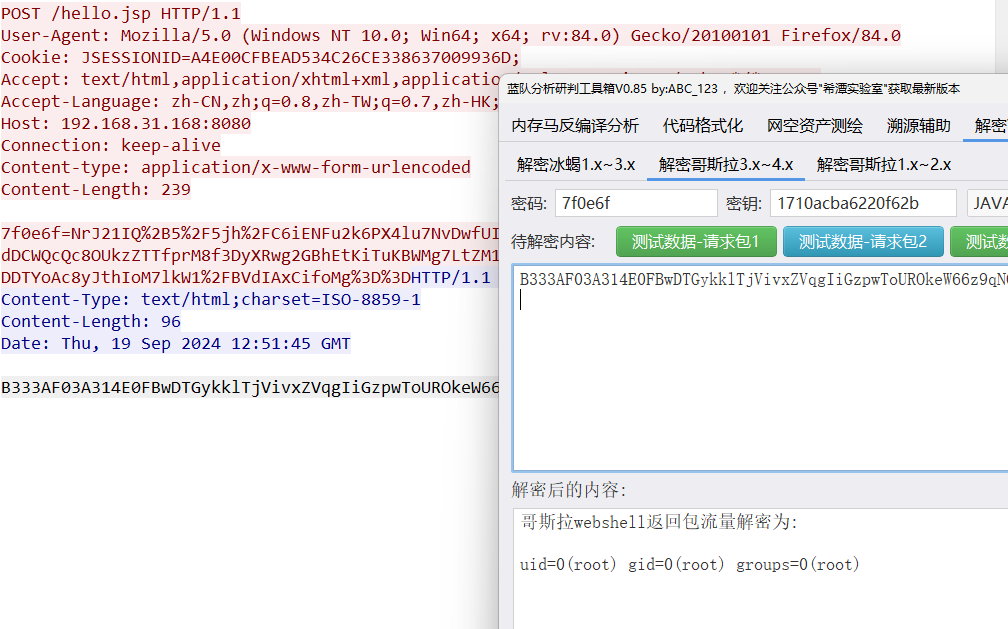 POST /hello.jsp HTTP/1.1
User-Agent: Mozilla/5.0 (Windows NT 10.0; Win64; x64; rv:84.0) Gecko/20100101 Firefox/84.0
Cookie: JSESSIONID=A4E00CFBEAD534C26CE338637009936D;
Accept: text/html,application/xhtml+xml,applicatio
Accept-Language: zh-CN,zh;q=0.8,zh-TW;q=0.7,zh-HK;
Host: 192.168.31.168:8080
Connection: keep-alive
Content-type: application/x-www-form-urlencoded
Content-Length: 239
7f0e6f=NrJ21IQ%2B5%2F5jh%2FC6iENFu2k6PX4lu7NvDwfUI
dDCWQcQc8OUkzZTTfprM8f3DyXRwg2GBhEtKiTuKBWMg7LtZM1
DDTYoAc8yJthIoM7lkW1%2FBVdIAxCifoMg%3D%3DHTTP/1.1
Content-Type: text/html;charset=ISO-8859-1
Content-Length: 96
Date: Thu, 19 Sep 2024 12:51:45 GMT
B333AF03A314E0FBwDTGykklTjVivxZVqgIiGzpwToUROkeW66
蓝队分析研判工具箱V0.85 by:ABC_123 ，欢迎关注公众号"希潭实验室"获取最新版本
内存马反编译分析 代码格式化 网空资产测绘 溯源辅助 解密
解密冰蝎1.x~3.x 解密哥斯拉3.x~4.x 解密哥斯拉1.x~2.x
密码: 7f0e6f 密钥: 1710acba6220f62b JAVA
待解密内容: 测试数据-请求包1 测试数据-请求包2 测试数
B333AF03A314E0FBwDTGykklTjVivxZVqgIiGzpwToUROkeW66z9qN
解密后的内容:
哥斯拉webshell返回包流量解密为:
uid=0(root) gid=0(root) groups=0(root)